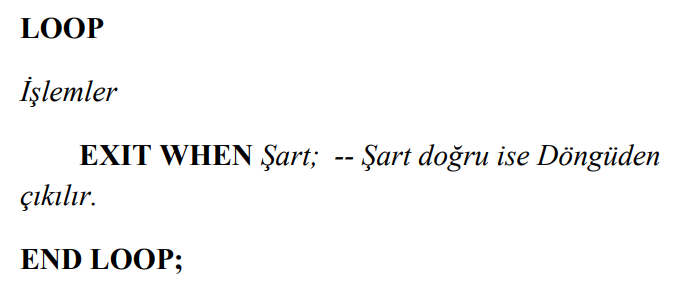 LOOP
İşlemler
EXIT WHEN Şart; -- Şart doğru ise Döngüden
çıkılır.
END LOOP;